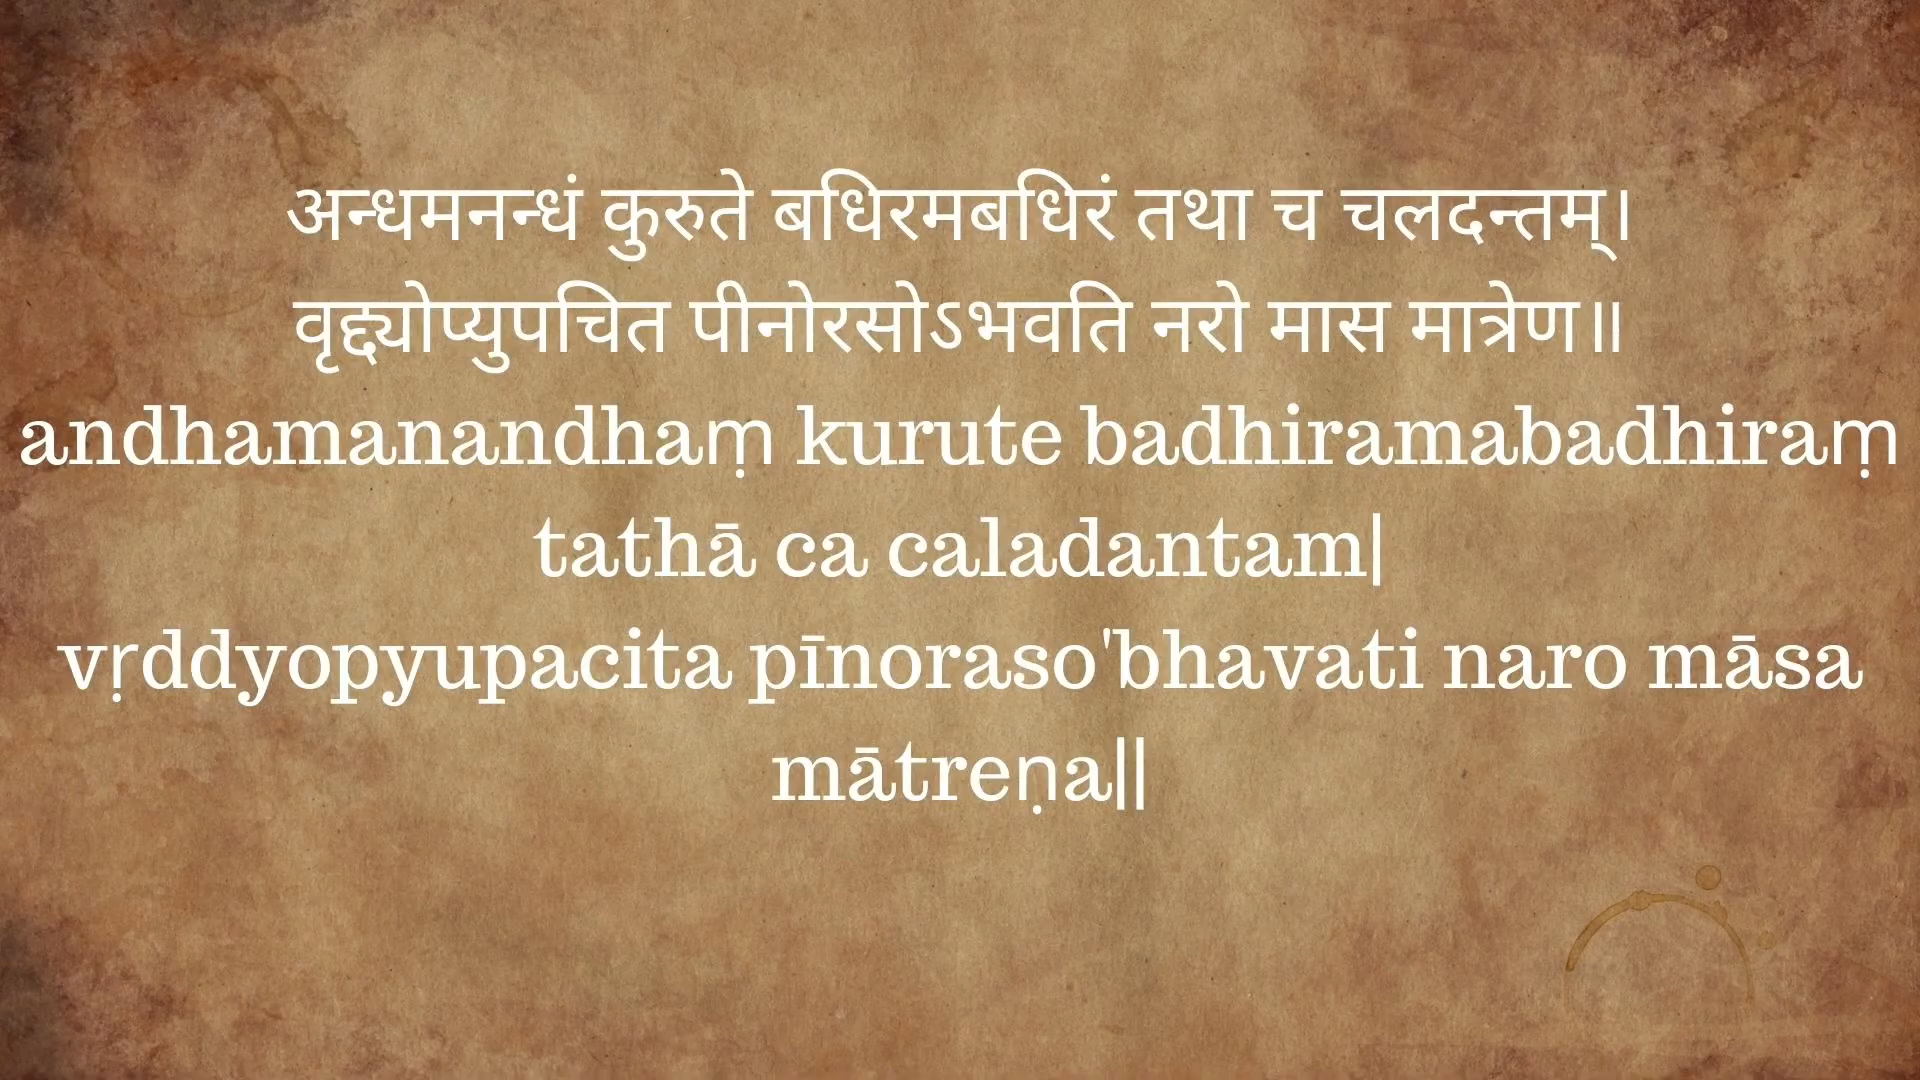 अन्धमनन्धं कुरुते बधिरमबधिरं तथा च चलदन्तम्।
वृद्द्योप्युपचित पीनोरसोऽभवति नरो मास मात्रेण॥
andhamanandhaṃ kurute badhiramabadhiraṃ
tathā ca caladantam|
vṛddyopyupacita pīnoraso'bhavati naro māsa
mātreṇa||